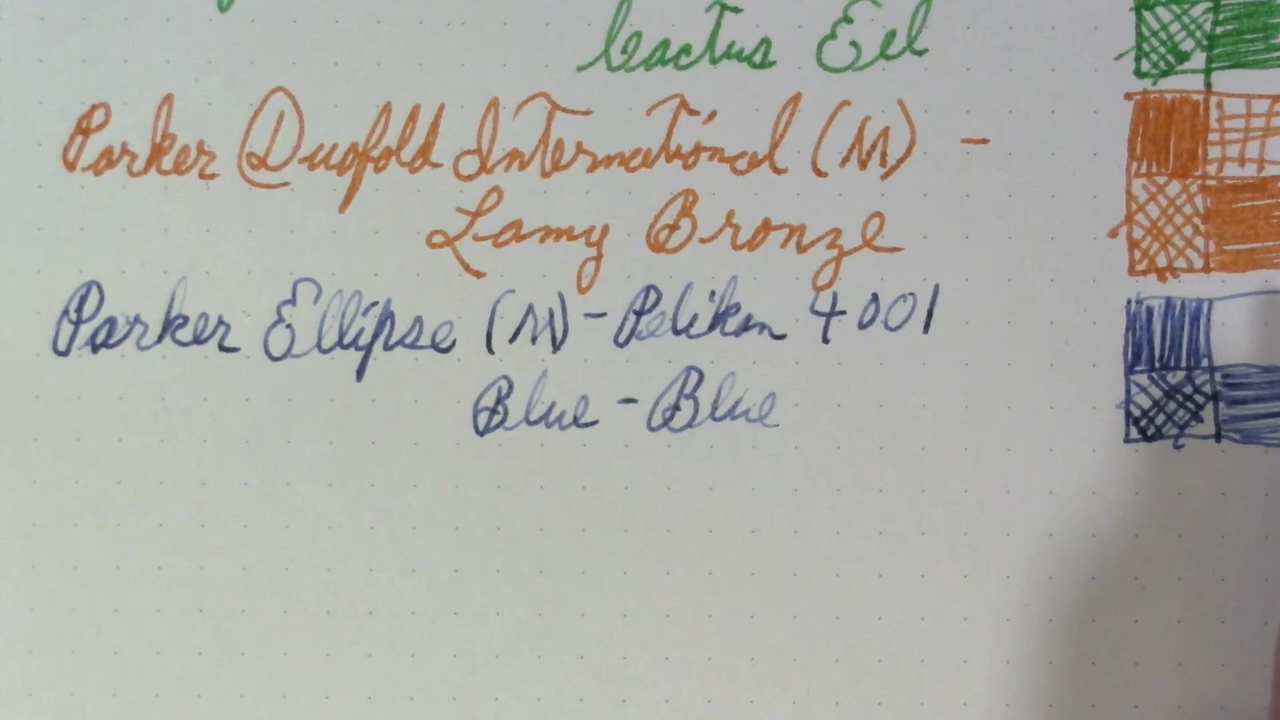 Cactus Eel
Parker Duofold International (M) -
Lamy Bronze
Parker Ellipse (M) - Pelikan 4001
Blue - Blue